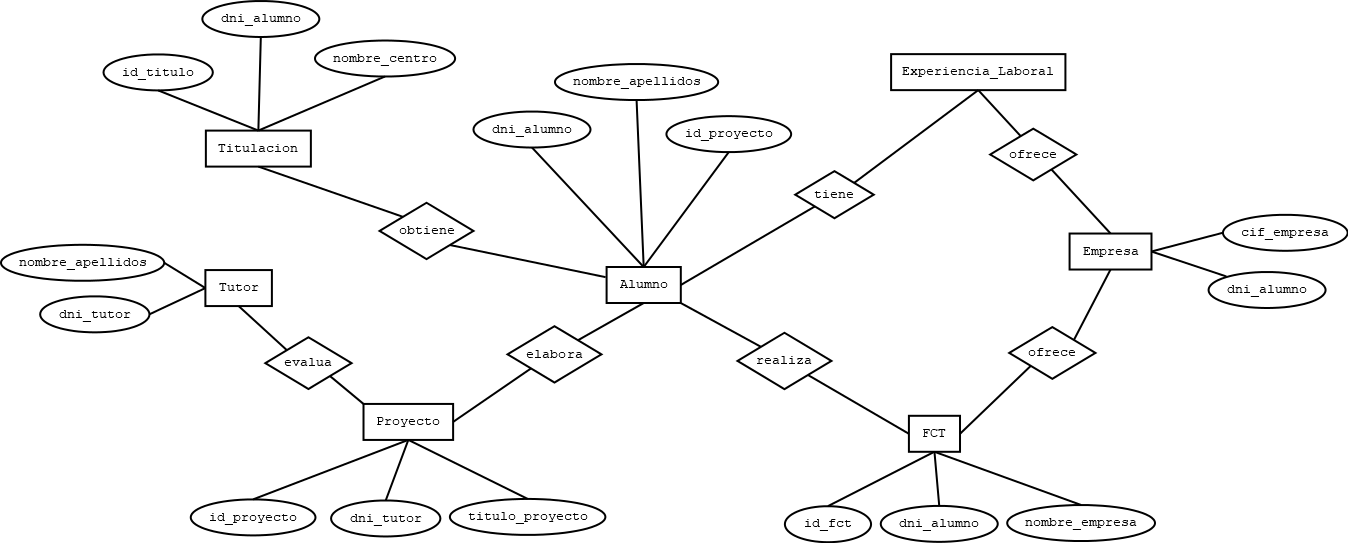 dni_alumno
id_titulo
nombre_centro
Titulacion
nombre_apellidos
dni_alumno
id_proyecto
Experiencia_Laboral
ofrece
tiene
obtiene
nombre_apellidos
dni_tutor
Tutor
Alumno
Empresa
cif_empresa
dni_alumno
evalua
elabora
realiza
ofrece
Proyecto
FCT
id_proyecto
dni_tutor
titulo_proyecto
id_fct
dni_alumno
nombre_empresa